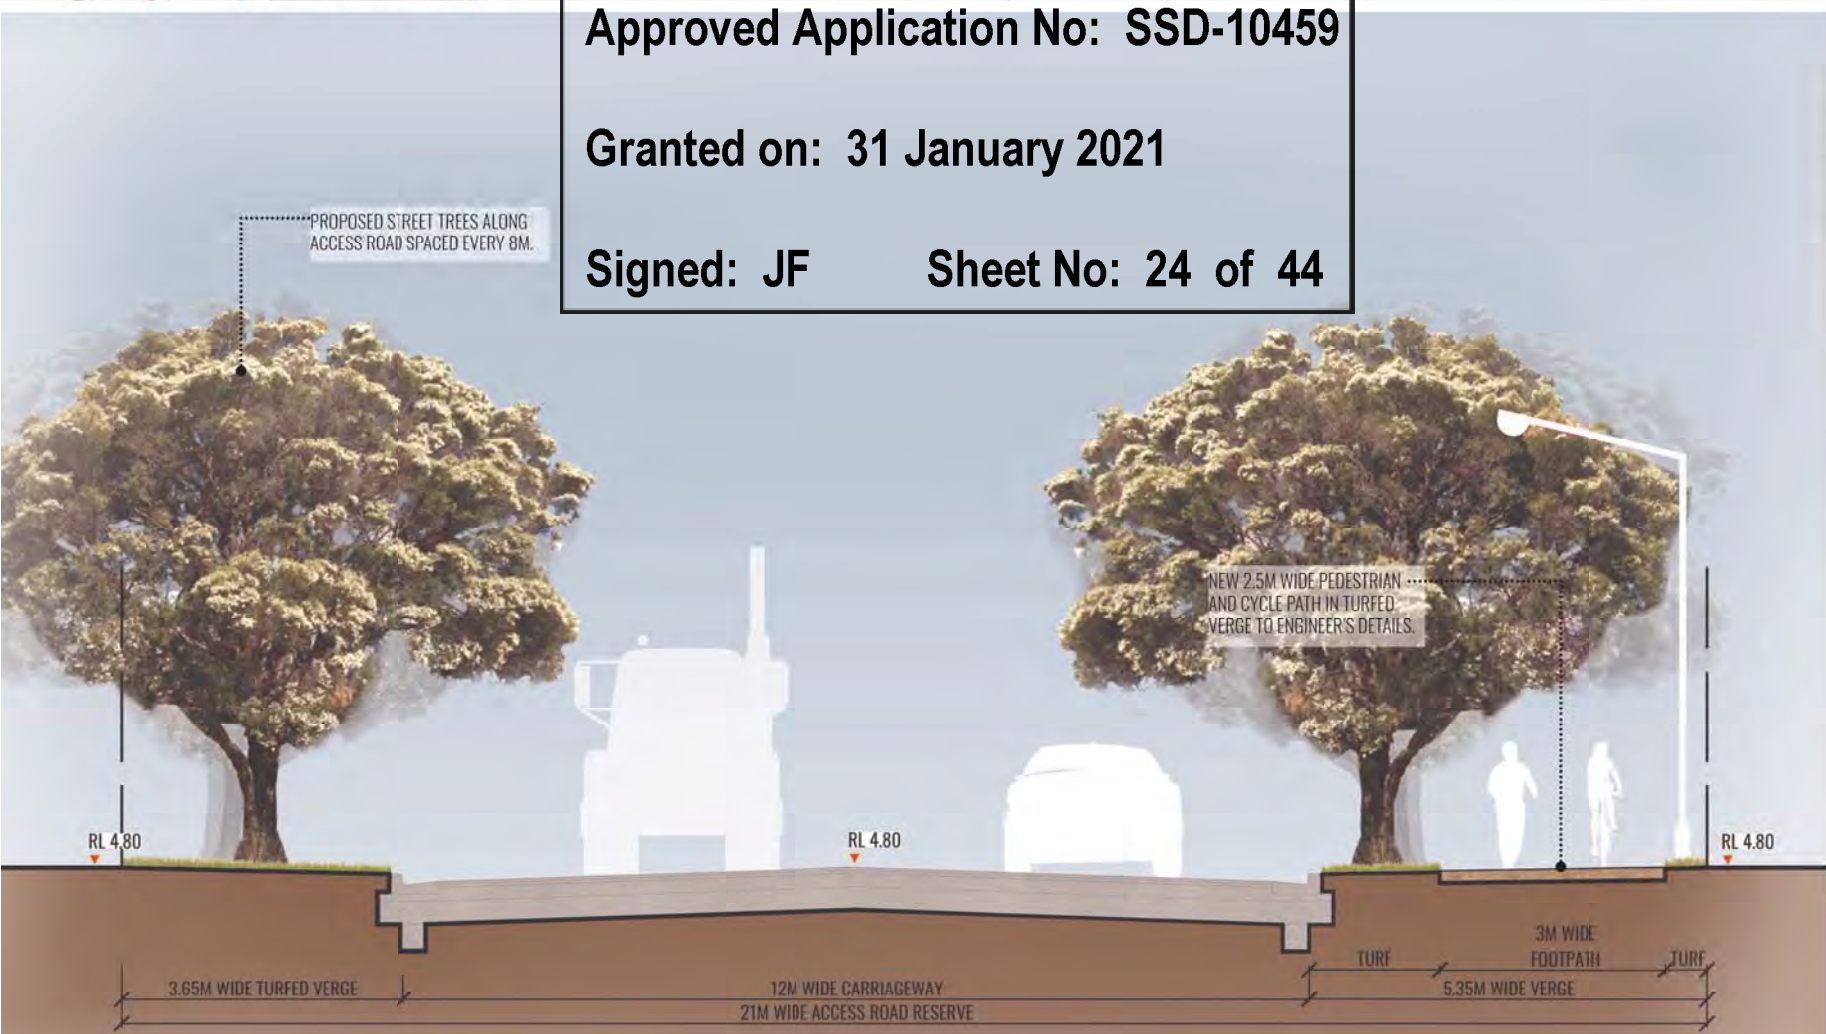 Approved Application No: SSD-10459
Granted on: 31 January 2021
Signed: JF Sheet No: 24 of 44
PROPOSED STREET TREES ALONG
ACCESS ROAD SPACED EVERY 8M.
NEW 2.5M WIDE PEDESTRIAN
AND CYCLE PATH IN TURFED
VERGE TO ENGINEER'S DETAILS.
RL 4.80
RL 4.80
RL 4.80
3M WIDE
FOOTPATH
TURF
TURF
3.65M WIDE TURFED VERGE
12M WIDE CARRIAGEWAY
5.35M WIDE VERGE
21M WIDE ACCESS ROAD RESERVE